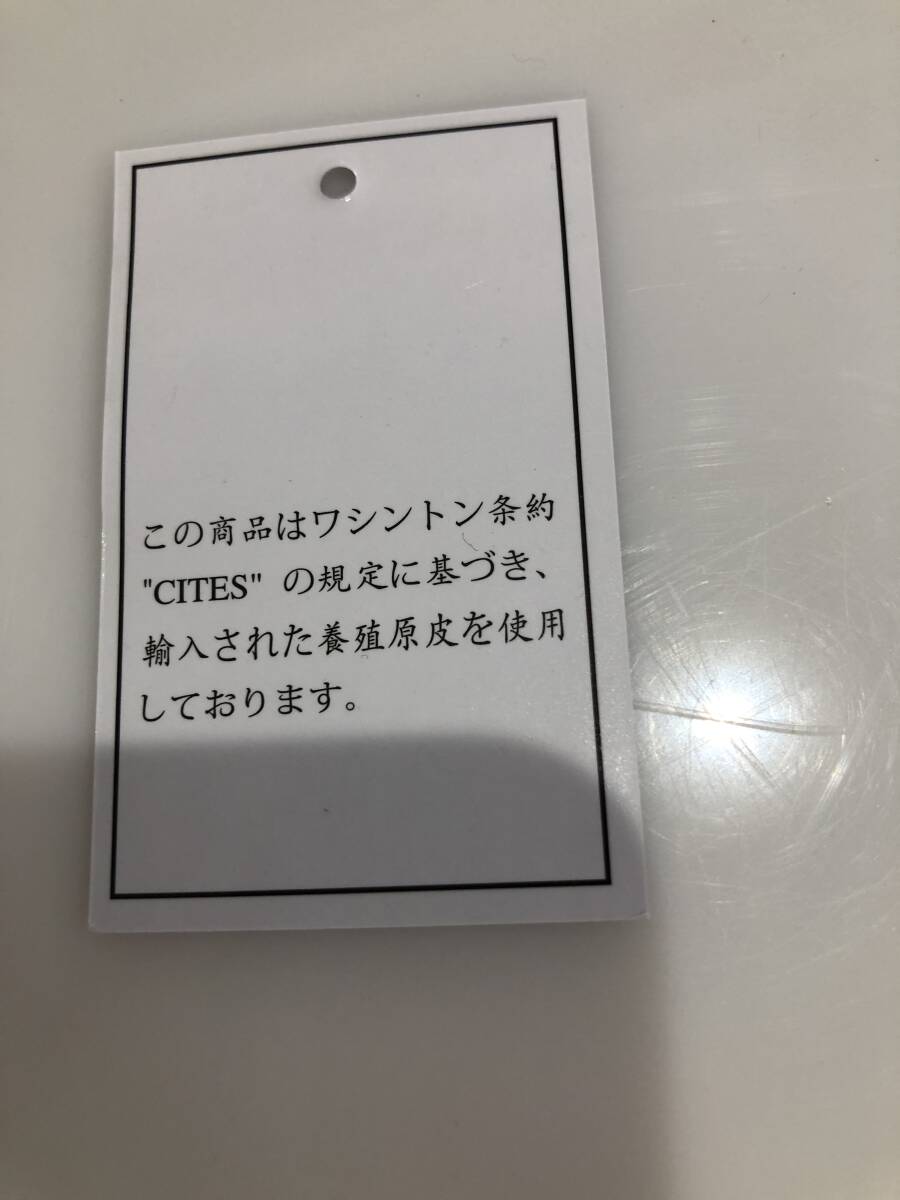 この商品はワシントン条約
"CITES" の規定に基づき、
輸入された養殖原皮を使用
しております。